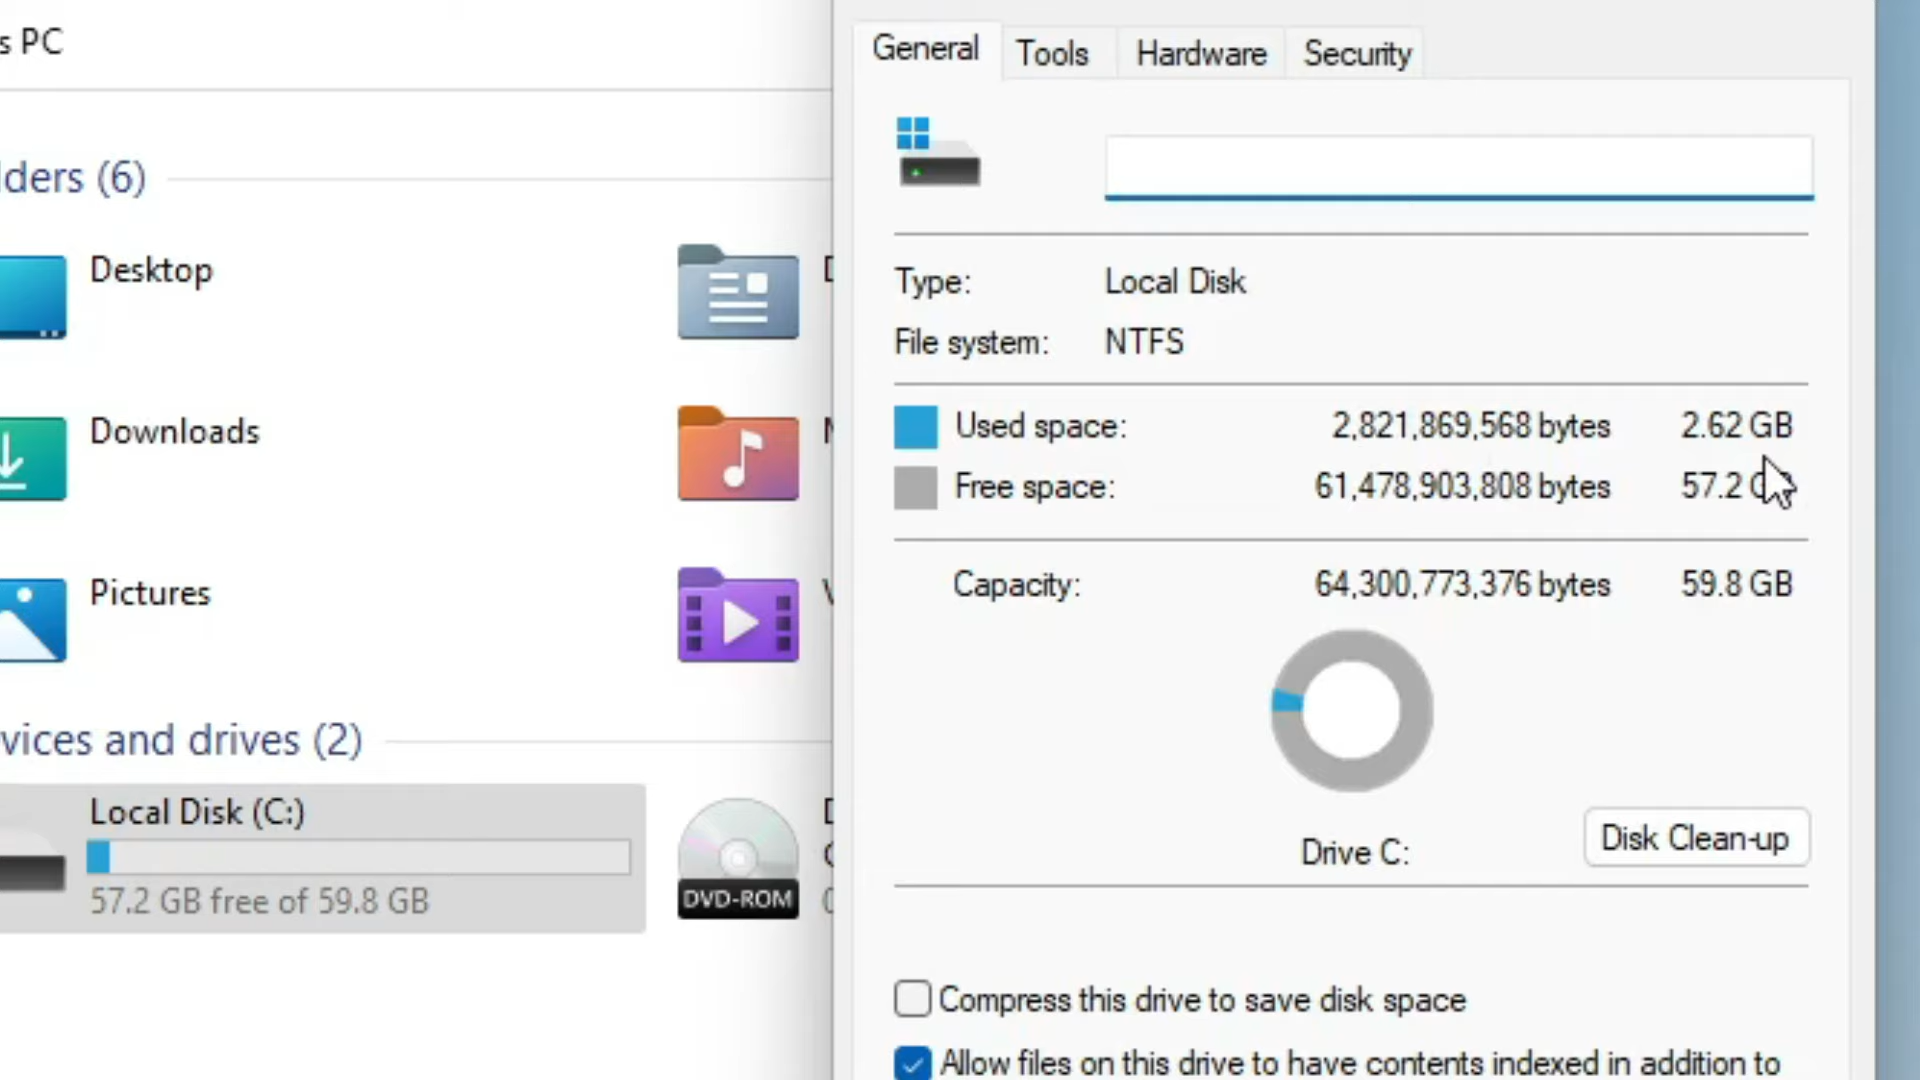 s PC
General
Tools
Hardware
Security
lders (6)
Desktop
Downloads
Pictures
vices and drives (2)
Local Disk (C:)
57.2 GB free of 59.8 GB
DVD-ROM
Type: Local Disk
File system: NTFS
Used space: 2,821,869,568 bytes 2.62 GB
Free space: 61,478,903,808 bytes 57.2
Capacity: 64,300,773,376 bytes 59.8 GB
Drive C:
Disk Clean-up
Compress this drive to save disk space
Allow files on this drive to have contents indexed in addition to